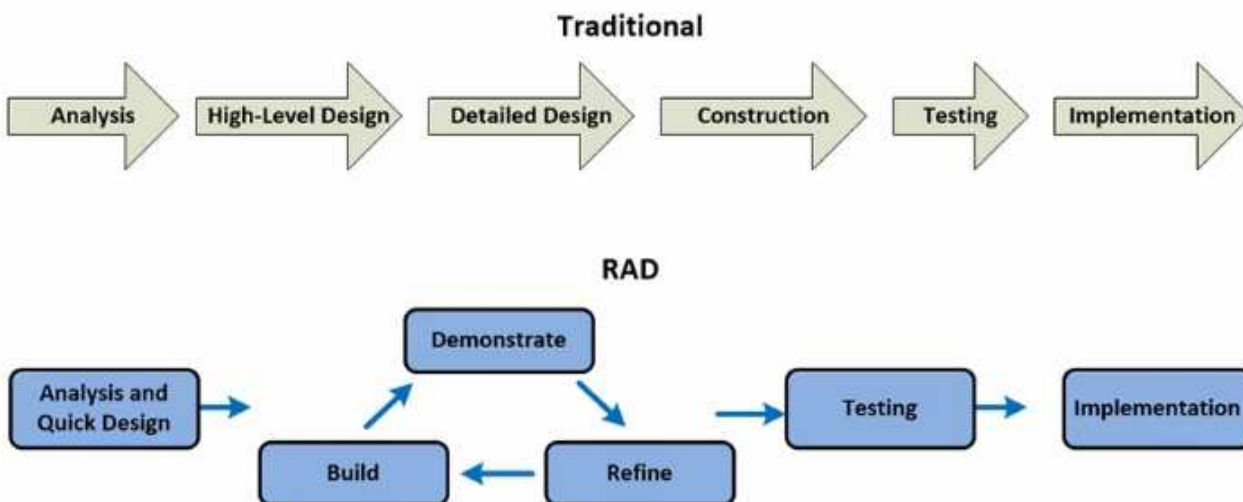 Traditional
Analysis
High-Level Design
Detailed Design
Construction
Testing
Implementation
RAD
Demonstrate
Analysis and
Quick Design
Testing
Implementation
Build
Refine